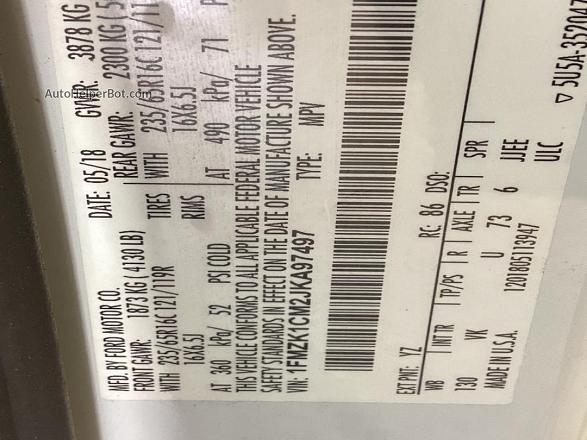 AutoHelperBot.com
MFD. BY FORD MOTOR CO.
DATE: 05/18 GVWR: 3878 KG
FRONT GAWR: 1873 KG ( 4130 LB)
REAR GAWR: 2300 KG
WITH 235/65R16C 121/119R TIRES WITH 235/65R16C 121/
16X6.5J RIMS 16X6.5J
AT 360 kPa/ 52 PSI COLD AT 490 kPa/ 71
THIS VEHICLE CONFORMS TO ALL APPLICABLE FEDERAL MOTOR VEHICLE
SAFETY STANDARDS IN EFFECT ON THE DATE OF MANUFACTURE SHOWN ABOVE.
VIN: 1FMZK1CM2JKA97497 TYPE: MPV
EXT PNT: YZ RC: 86 DSO:
WB INT TR TP/PS R AXLE TR SPR
130 VK U 73 6 JJEE
MADE IN U.S.A. 1201805113947 ULC
▽ 5U5A-352047